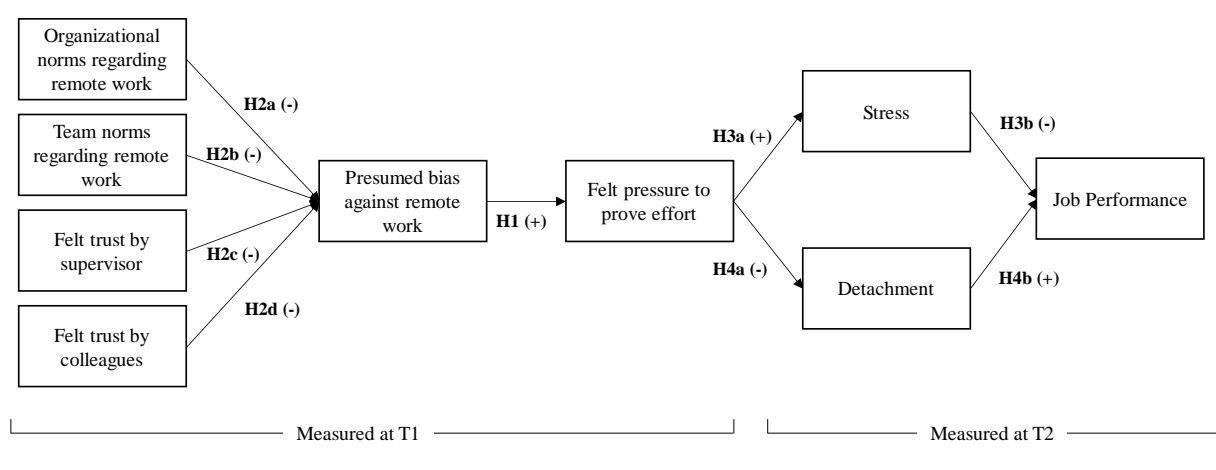 Organizational
norms regarding
remote work
H2a (-)
Team norms
regarding remote
work
H2b (-)
Felt trust by
supervisor
H2c (-)
Felt trust by
colleagues
H2d (-)
Presumed bias
against remote
work
H1 (+)
Felt pressure to
prove effort
H3a (+)
H4a (-)
Stress
Detachment
H3b (-)
H4b (+)
Job Performance
Measured at T1
Measured at T2